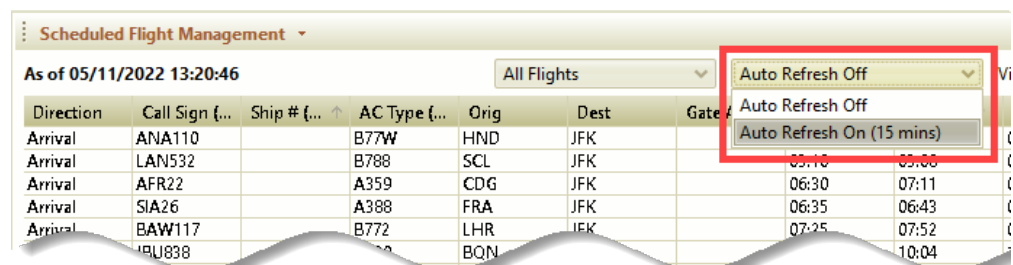 Scheduled Flight Management
As of 05/11/2022 13:20:46 All Flights Auto Refresh Off
Auto Refresh Off
Auto Refresh On (15 mins)
Direction Call Sign (... Ship # (... AC Type (... Orig Dest Gate
Arrival ANA110 B77W HND JFK
Arrival LAN532 B788 SCL JFK
Arrival AFR22 A359 CDG JFK 06:30 07:11
Arrival SIA26 A388 FRA JFK 06:35 06:43
Arrival BAW117 B772 LHR JFK 07:25 07:52
BQN 10:04